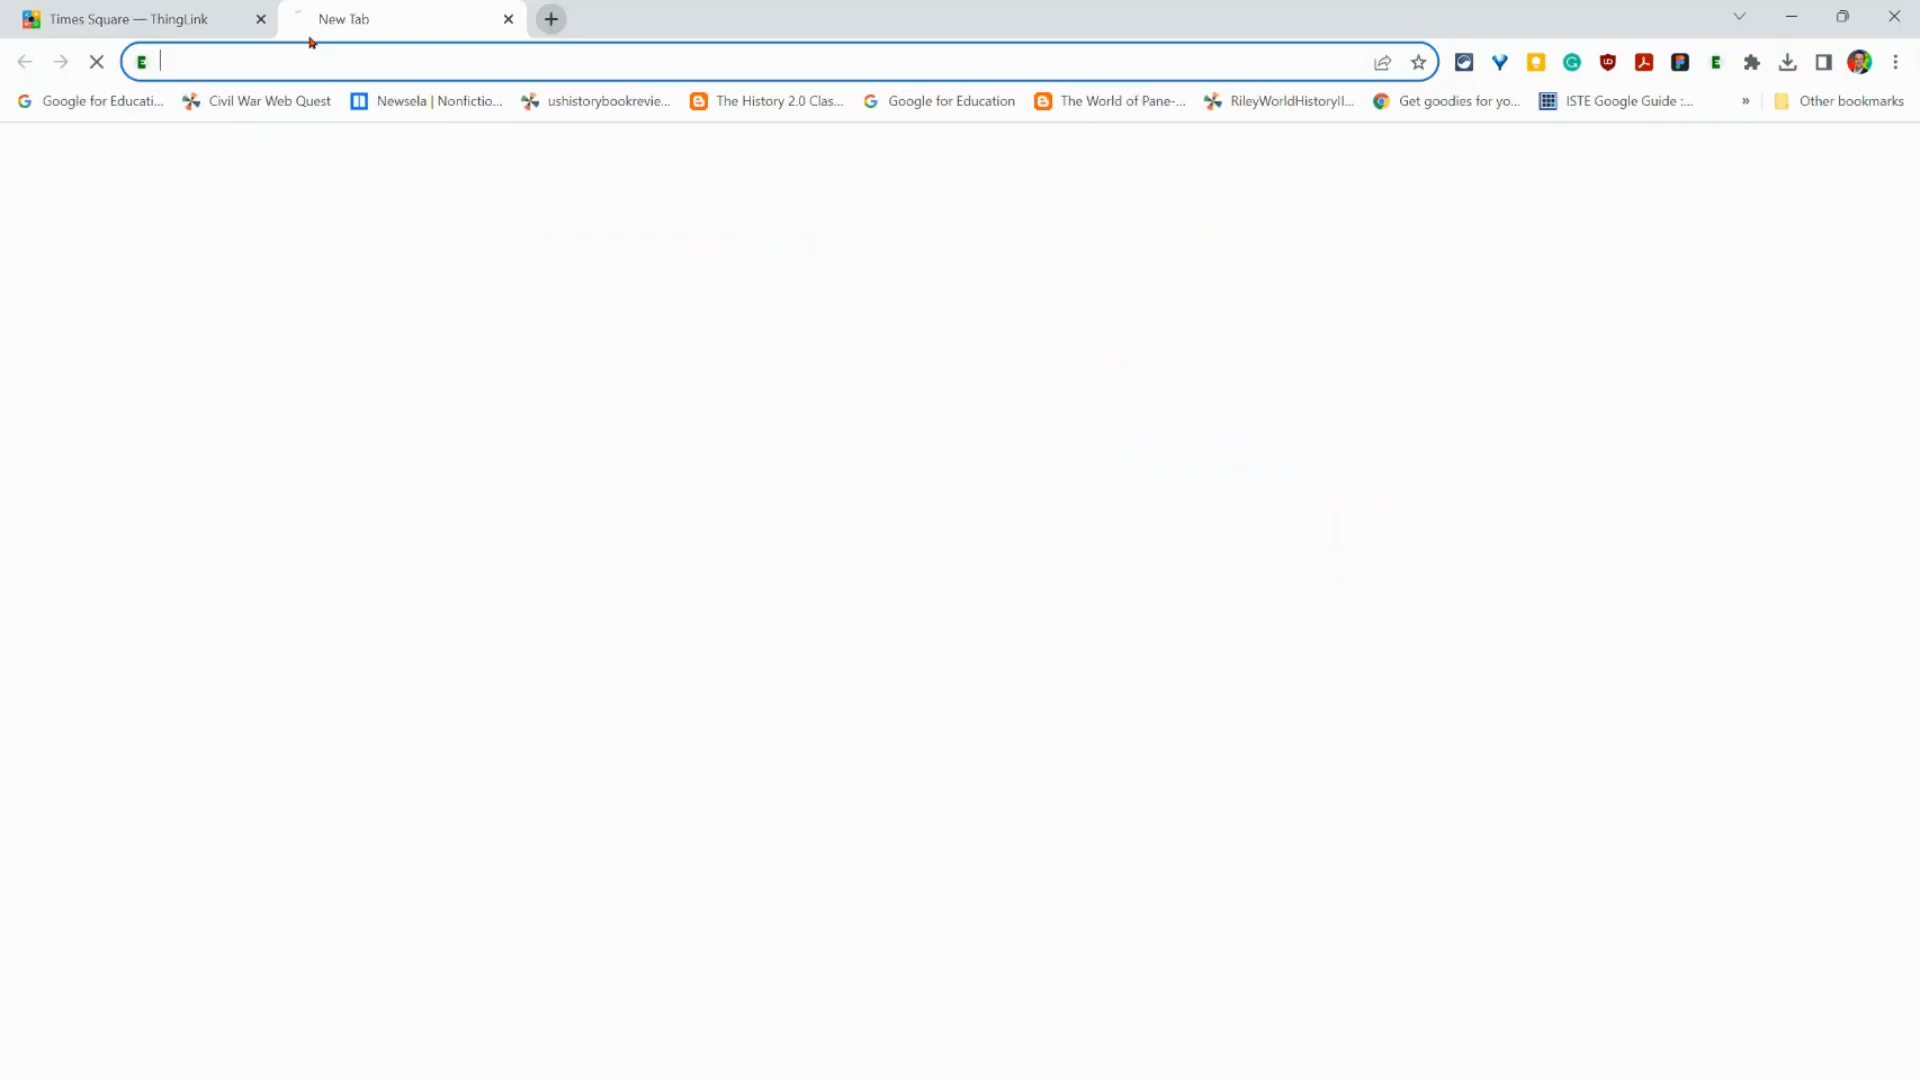 Times Square — ThingLink
New Tab
Google for Educati...
Civil War Web Quest
Newsela | Nonfictio...
ushistorybookrevie...
The History 2.0 Clas...
Google for Education
The World of Pane-...
RileyWorldHistoryII...
Get goodies for yo...
ISTE Google Guide :...
»
Other bookmarks